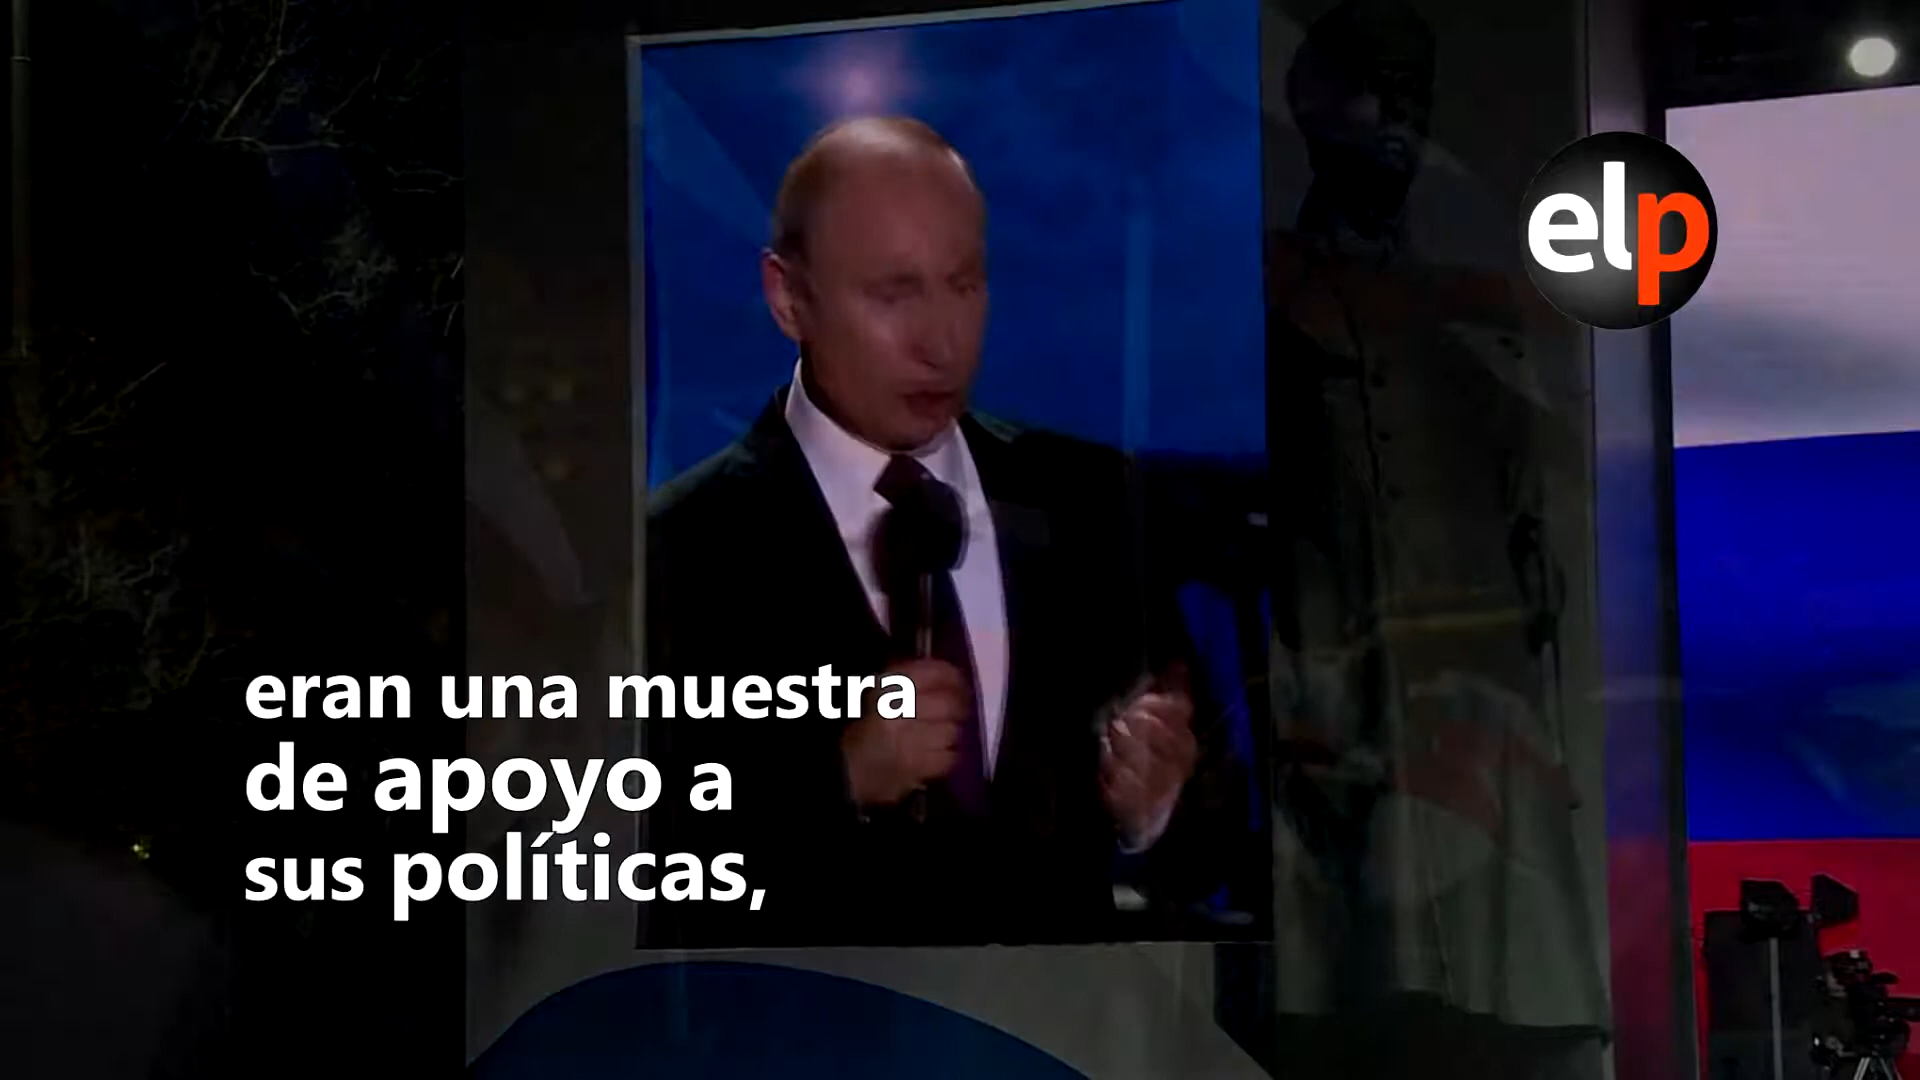 elp
eran una muestra
de apoyo a
sus políticas,